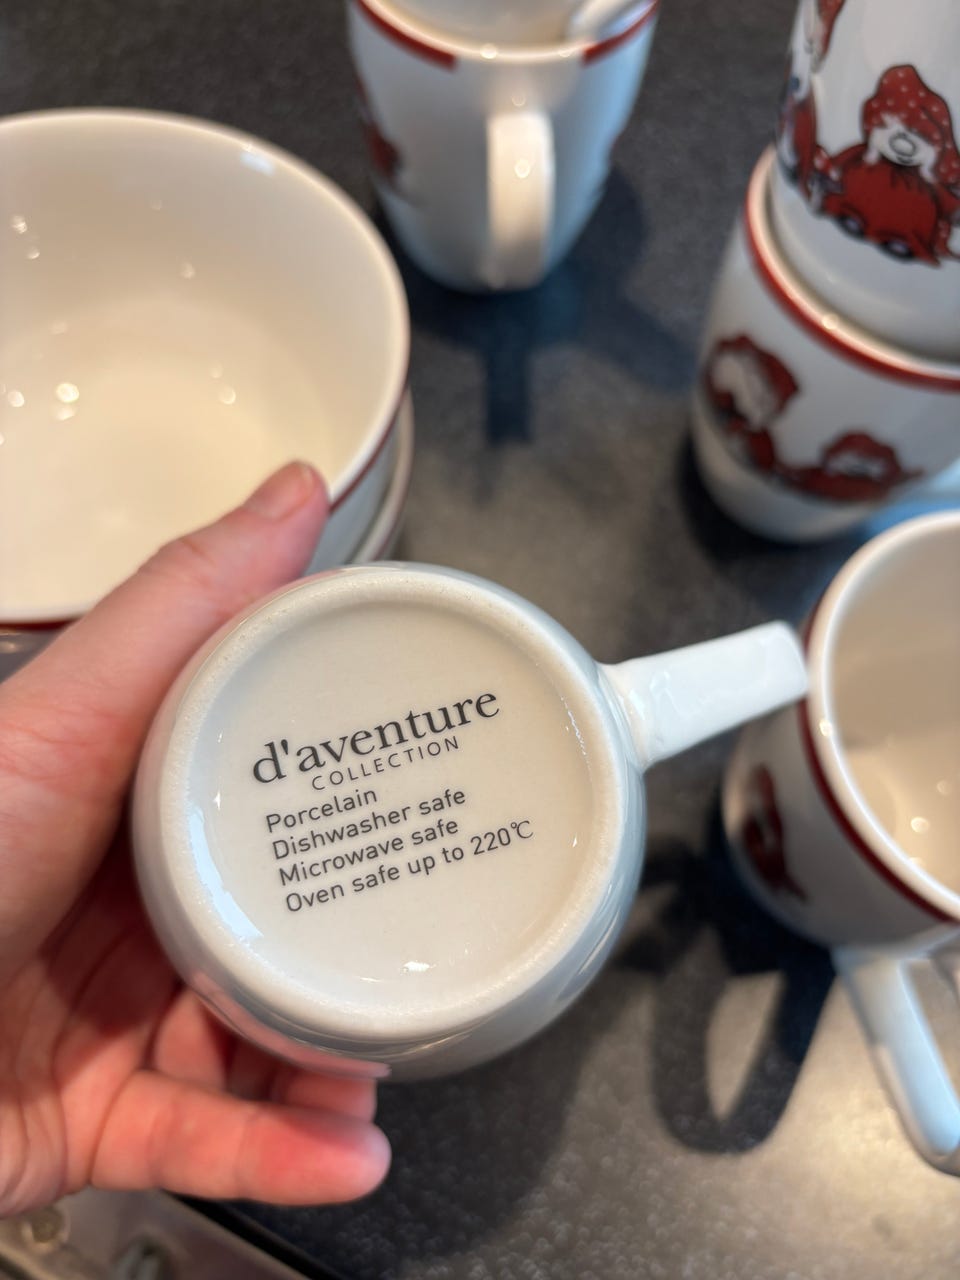 d'aventure
COLLECTION
Porcelain
Dishwasher safe
Microwave safe
Oven safe up to 220℃